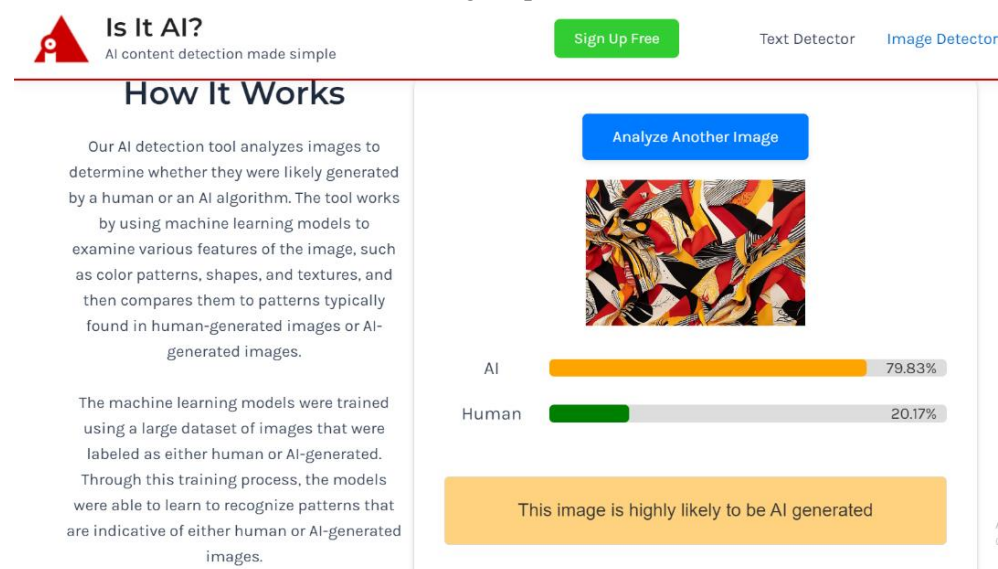 Is It AI?
AI content detection made simple
Sign Up Free
Text Detector
Image Detector
How It Works
Our AI detection tool analyzes images to
determine whether they were likely generated
by a human or an AI algorithm. The tool works
by using machine learning models to
examine various features of the image, such
as color patterns, shapes, and textures, and
then compares them to patterns typically
found in human-generated images or AI-
generated images.
The machine learning models were trained
using a large dataset of images that were
labeled as either human or AI-generated.
Through this training process, the models
were able to learn to recognize patterns that
are indicative of either human or AI-generated
images.
Analyze Another Image
AI 79.83%
Human 20.17%
This image is highly likely to be AI generated